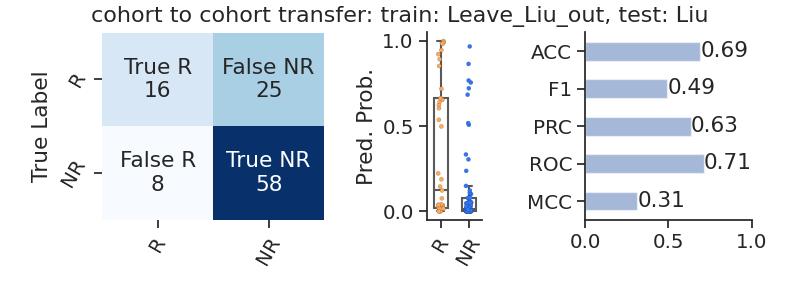 cohort to cohort transfer: train: Leave_Liu_out, test: Liu
True Label
R
NR
True R
16
False NR
25
False R
8
True NR
58
R
NR
Pred. Prob.
1.0
0.5
0.0
R
NR
ACC
0.69
F1
0.49
PRC
0.63
ROC
0.71
MCC
0.31
0.0
0.5
1.0